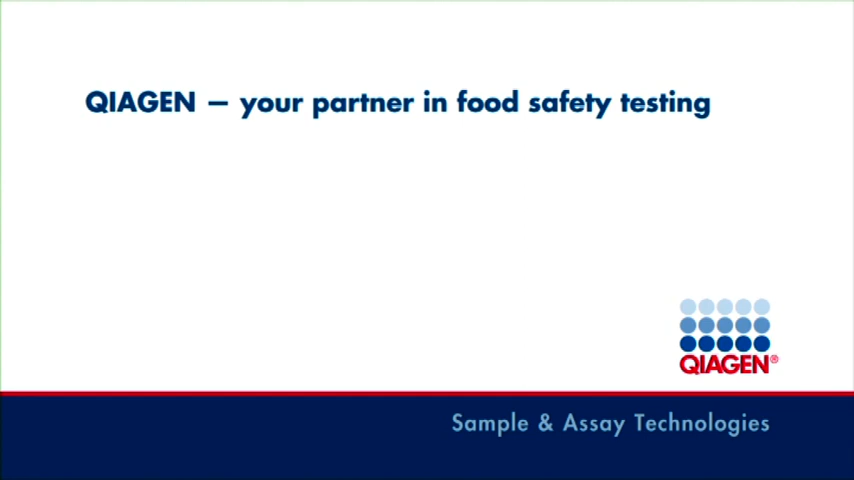 QIAGEN – your partner in food safety testing
QIAGEN®
Sample & Assay Technologies